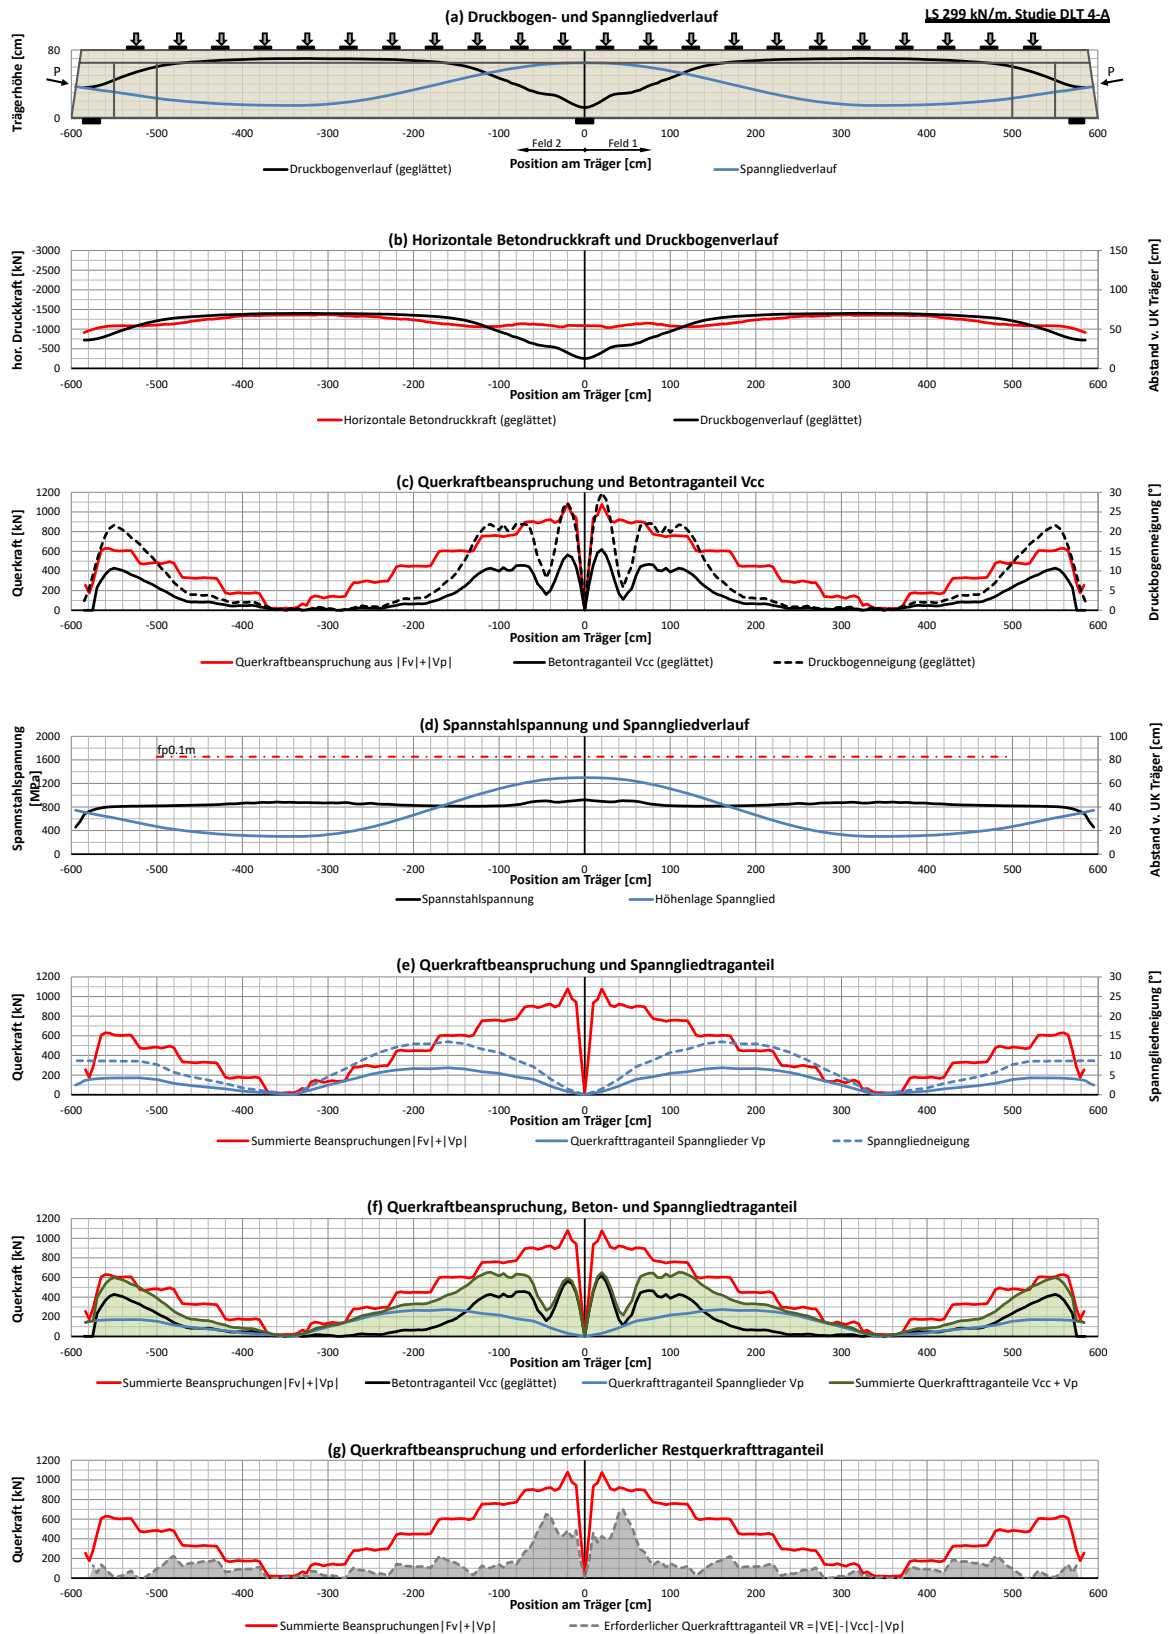 (a) Druckbogen- und Spanngliedverlauf
LS 299 kN/m, Studie DLT 4-A
Trägerhöhe [cm]
80
0
P
P
-600 -500 -400 -300 -200 -100 0 100 200 300 400 500 600
Feld 2 Feld 1
Position am Träger [cm]
Druckbogenverlauf (geglättet)
Spanngliedverlauf
(b) Horizontale Betondruckkraft und Druckbogenverlauf
hor. Druckkraft [kN]
-3000
-2500
-2000
-1500
-1000
-500
0
150
100
50
0
Abstand v. UK Träger [cm]
-600 -500 -400 -300 -200 -100 0 100 200 300 400 500 600
Position am Träger [cm]
Horizontale Betondruckkraft (geglättet)
Druckbogenverlauf (geglättet)
(c) Querkraftbeanspruchung und Betontraganteil Vcc
Querkraft [kN]
1200
1000
800
600
400
200
0
30
25
20
15
10
5
0
Druckbogenneigung [°]
-600 -500 -400 -300 -200 -100 0 100 200 300 400 500 600
Position am Träger [cm]
Querkraftbeanspruchung aus |Fv|+|Vp|
Betontraganteil Vcc (geglättet)
Druckbogenneigung (geglättet)
(d) Spannstahlspannung und Spanngliedverlauf
Spannstahlspannung [MPa]
2000
1600
1200
800
400
0
fp0.1m
100
80
60
40
20
0
Abstand v. UK Träger [cm]
-600 -500 -400 -300 -200 -100 0 100 200 300 400 500 600
Position am Träger [cm]
Spannstahlspannung
Höhenlage Spannglied
(e) Querkraftbeanspruchung und Spanngliedtraganteil
Querkraft [kN]
1200
1000
800
600
400
200
0
30
25
20
15
10
5
0
Spanngliedneigung [°]
-600 -500 -400 -300 -200 -100 0 100 200 300 400 500 600
Position am Träger [cm]
Summierte Beanspruchungen|Fv|+|Vp|
Querkrafttraganteil Spannglieder Vp
Spanngliedneigung
(f) Querkraftbeanspruchung, Beton- und Spanngliedtraganteil
Querkraft [kN]
1200
1000
800
600
400
200
0
-600 -500 -400 -300 -200 -100 0 100 200 300 400 500 600
Position am Träger [cm]
Summierte Beanspruchungen|Fv|+|Vp|
Betontraganteil Vcc (geglättet)
Querkrafttraganteil Spannglieder Vp
Summierte Querkrafttraganteile Vcc + Vp
(g) Querkraftbeanspruchung und erforderlicher Restquerkrafttraganteil
Querkraft [kN]
1200
1000
800
600
400
200
0
-600 -500 -400 -300 -200 -100 0 100 200 300 400 500 600
Position am Träger [cm]
Summierte Beanspruchungen|Fv|+|Vp|
Erforderlicher Querkrafttraganteil VR =|VE|-|Vcc|-|Vp|